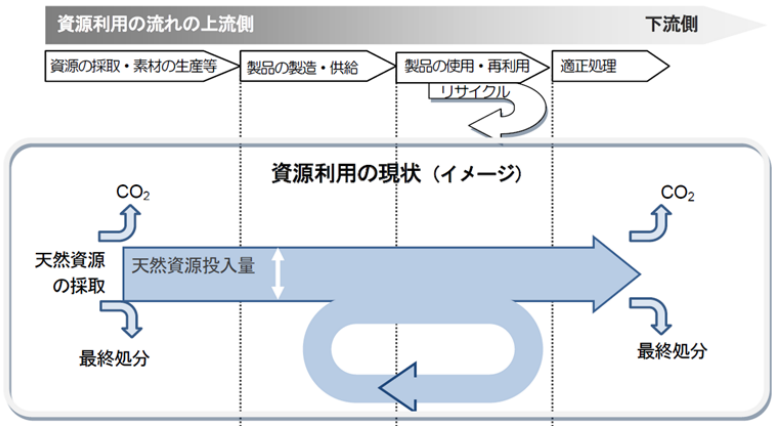 資源利用の流れの上流側
下流側
資源の採取・素材の生産等
製品の製造・供給
製品の使用・再利用
適正処理
リサイクル
資源利用の現状（イメージ）
CO₂
CO₂
天然資源
の採取
天然資源投入量
最終処分
最終処分